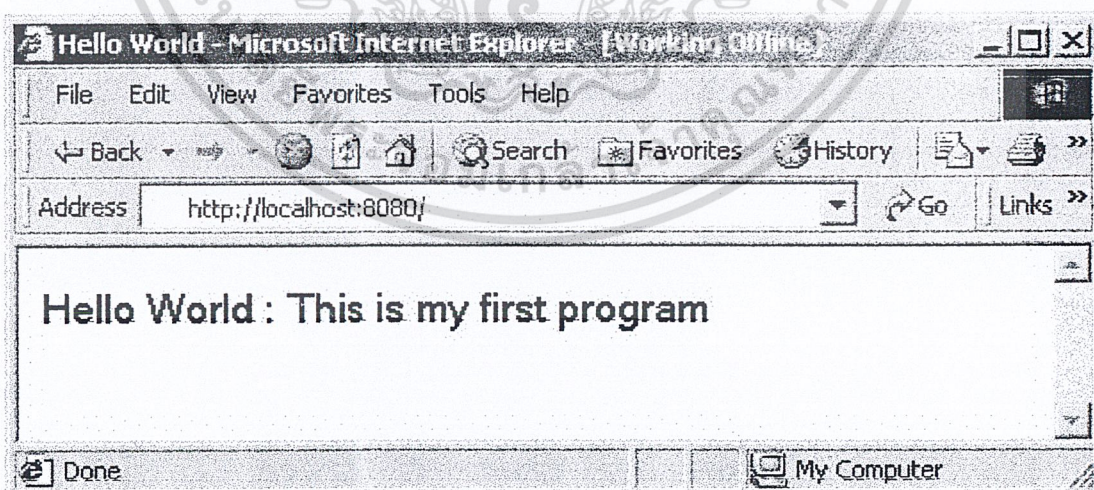 Hello World - Microsoft Internet Explorer - [Working Offline]
File Edit View Favorites Tools Help
Back Search Favorites History »
Address http://localhost:8080/ Go Links »
Hello World : This is my first program
Done My Computer